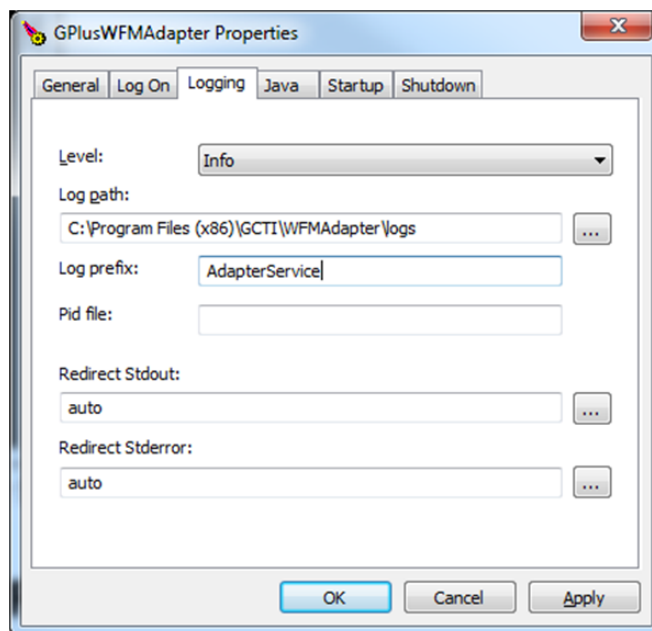 GPlusWFMAdapter Properties
General Log On Logging Java Startup Shutdown
Level: Info
Log path:
C:\Program Files (x86)\GCTI\WFMAdapter\logs ...
Log prefix: AdapterService
Pid file:
Redirect Stdout:
auto ...
Redirect Stderror:
auto ...
OK Cancel Apply